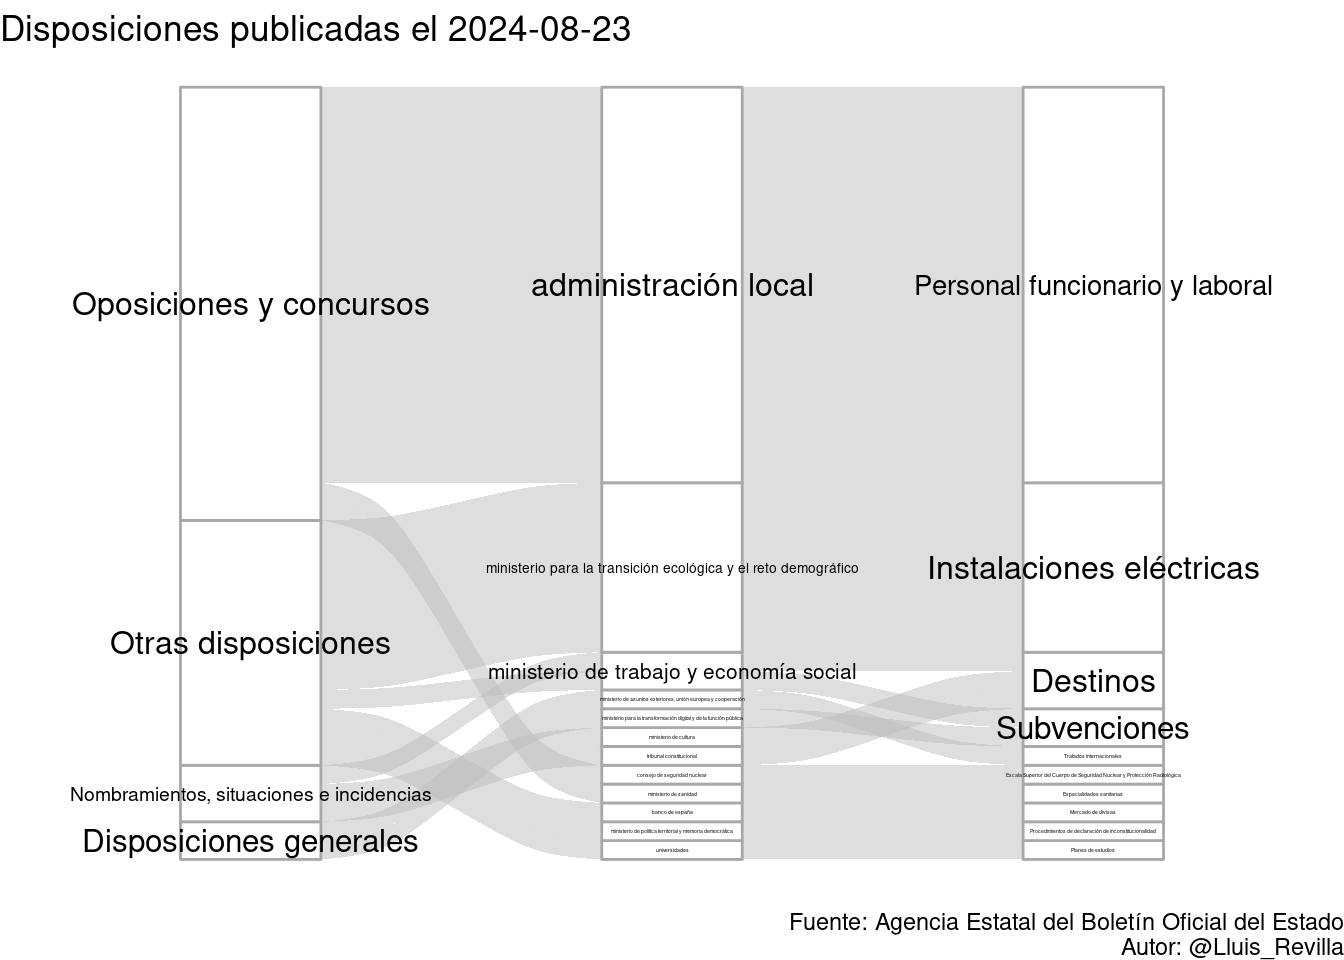 Disposiciones publicadas el 2024-08-23
Oposiciones y concursos
Otras disposiciones
Nombramientos, situaciones e incidencias
Disposiciones generales
administración local
ministerio para la transición ecológica y el reto demográfico
ministerio de trabajo y economía social
ministerio de asuntos exteriores, unión europea y cooperación
ministerio para la transformación digital y de la función pública
ministerio de cultura
tribunal constitucional
consejo de seguridad nuclear
ministerio de sanidad
banco de españa
ministerio de política territorial y memoria democrática
universidades
Personal funcionario y laboral
Instalaciones eléctricas
Destinos
Subvenciones
Tratados internacionales
Escala Superior del Cuerpo de Seguridad Nuclear y Protección Radiológica
Especialidades sanitarias
Mercado de divisas
Procedimientos de declaración de inconstitucionalidad
Planes de estudios
Fuente: Agencia Estatal del Boletín Oficial del Estado
Autor: @Lluis_Revilla